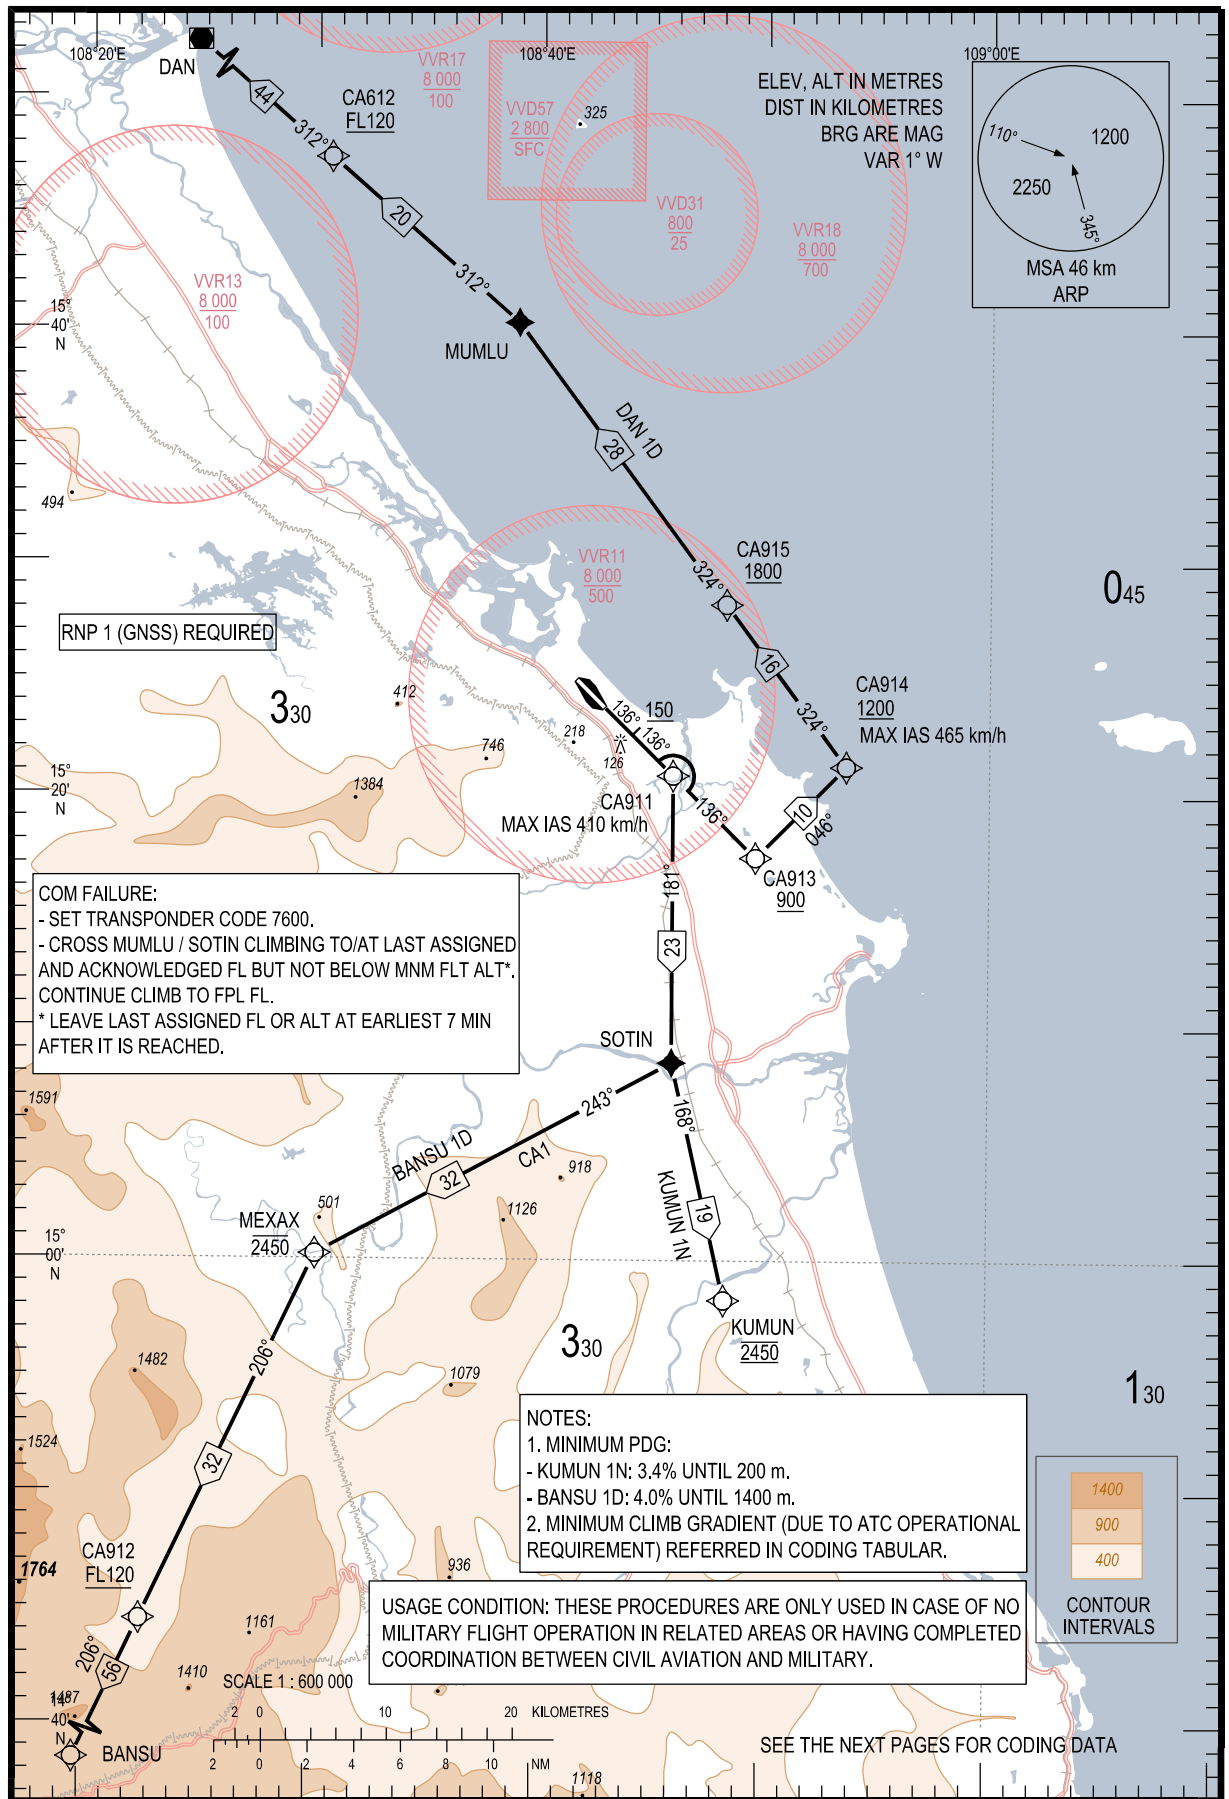 108°20'E
108°40'E
109°00'E
DAN
44
312°
CA612
FL120
20
312°
MUMLU
VVR17
8 000
100
VVD57
2 800
SFC
325
VVD31
800
25
VVR18
8 000
700
ELEV, ALT IN METRES
DIST IN KILOMETRES
BRG ARE MAG
VAR 1° W
110°
1200
2250
345°
MSA 46 km
ARP
VVR13
8 000
100
15°
40'
N
DAN 1D
28
494
324°
CA915
1800
VVR11
8 000
500
0 45
RNP 1 (GNSS) REQUIRED
3 30
412
16
324°
CA914
1200
MAX IAS 465 km/h
136°
150
136°
218
126
746
1384
15°
20'
N
CA911
MAX IAS 410 km/h
136°
10
046°
CA913
900
181°
23
COM FAILURE:
- SET TRANSPONDER CODE 7600.
- CROSS MUMLU / SOTIN CLIMBING TO/AT LAST ASSIGNED
AND ACKNOWLEDGED FL BUT NOT BELOW MNM FLT ALT*.
CONTINUE CLIMB TO FPL FL.
* LEAVE LAST ASSIGNED FL OR ALT AT EARLIEST 7 MIN
AFTER IT IS REACHED.
SOTIN
243°
168°
1591
BANSU 1D
CA1
32
918
1126
501
MEXAX
2450
KUMUN 1N
19
15°
00'
N
KUMUN
2450
3 30
206°
1482
1079
1 30
1524
32
NOTES:
1. MINIMUM PDG:
- KUMUN 1N: 3.4% UNTIL 200 m.
- BANSU 1D: 4.0% UNTIL 1400 m.
2. MINIMUM CLIMB GRADIENT (DUE TO ATC OPERATIONAL
REQUIREMENT) REFERRED IN CODING TABULAR.
1400
900
400
CONTOUR
INTERVALS
CA912
FL120
1764
936
1161
USAGE CONDITION: THESE PROCEDURES ARE ONLY USED IN CASE OF NO
MILITARY FLIGHT OPERATION IN RELATED AREAS OR HAVING COMPLETED
COORDINATION BETWEEN CIVIL AVIATION AND MILITARY.
206°
56
1410
1487
14°
40'
N
BANSU
SCALE 1 : 600 000
2 0 10 20 KILOMETRES
2 0 2 4 6 8 10 NM
1118
SEE THE NEXT PAGES FOR CODING DATA